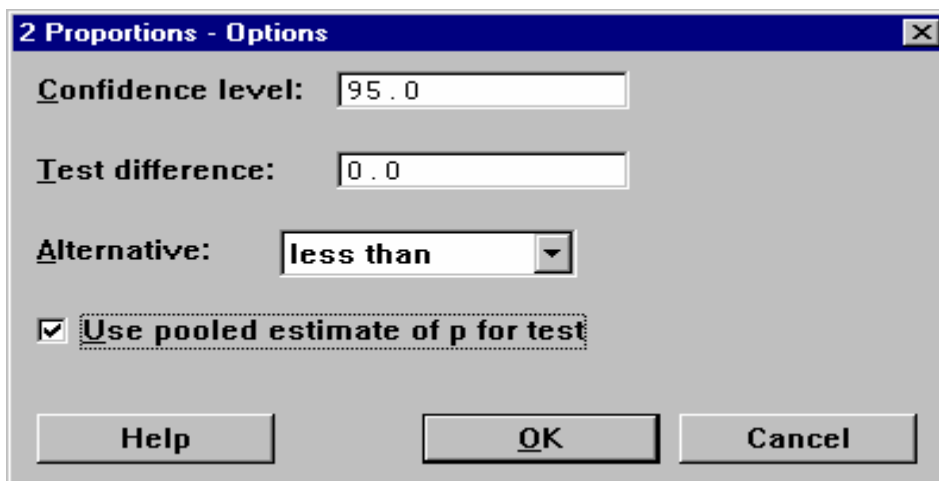 2 Proportions - Options
Confidence level: 95.0
Test difference: 0.0
Alternative: less than
Use pooled estimate of p for test
Help OK Cancel